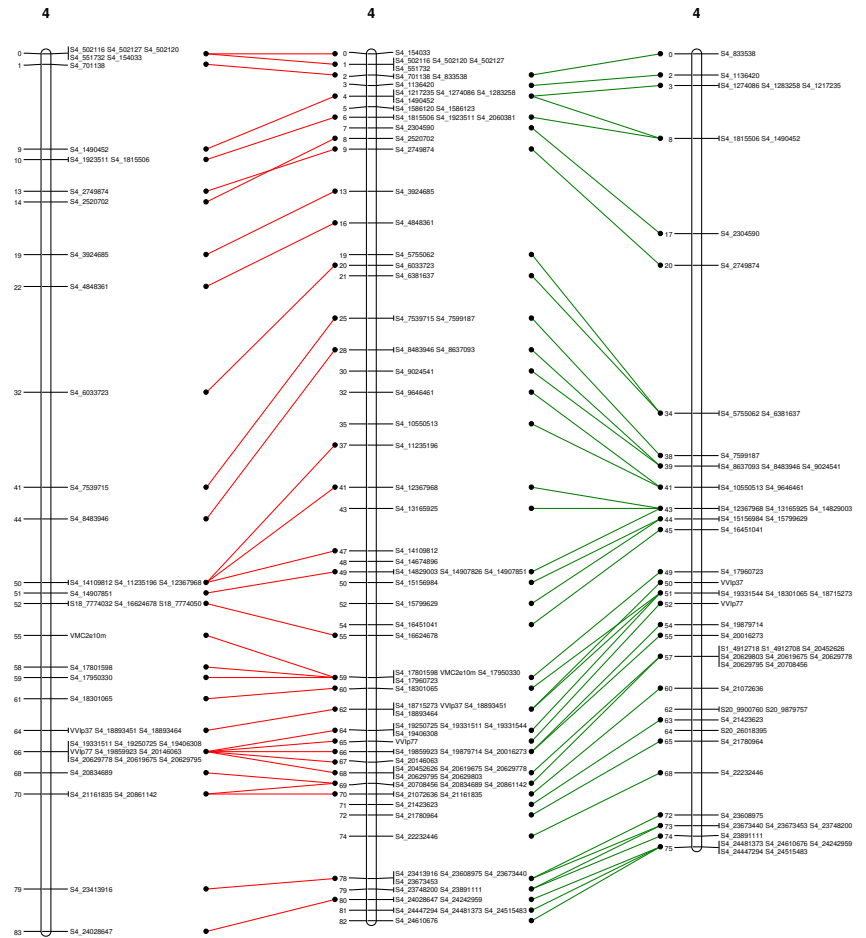 4
0 S4_502116 S4_502127 S4_502120
S4_551732 S4_154033
1 S4_701138
9 S4_1490452
10 S4_1923511 S4_1815506
13 S4_2749874
14 S4_2520702
19 S4_3924685
22 S4_4848361
32 S4_6033723
41 S4_7539715
44 S4_8483946
50 S4_14109812 S4_11235196 S4_12367968
51 S4_14907851
52 S18_7774032 S4_16624678 S18_7774050
55 VMC2e10m
58 S4_17801598
59 S4_17950330
61 S4_18301065
64 VVIp37 S4_18893451 S4_18893464
S4_19331511 S4_19250725 S4_19406308
66 VVIp77 S4_19859923 S4_20146063
S4_20629778 S4_20619675 S4_20629795
68 S4_20834689
70 S4_21161835 S4_20861142
79 S4_23413916
83 S4_24028647
4
0 S4_154033
1 S4_502116 S4_502120 S4_502127
S4_551732
2 S4_701138 S4_833538
3 S4_1136420
4 S4_1217235 S4_1274086 S4_1283258
S4_1490452
5 S4_1586120 S4_1586123
6 S4_1815506 S4_1923511 S4_2060381
7 S4_2304590
8 S4_2520702
9 S4_2749874
13 S4_3924685
16 S4_4848361
19 S4_5755062
20 S4_6033723
21 S4_6381637
25 S4_7539715 S4_7599187
28 S4_8483946 S4_8637093
30 S4_9024541
32 S4_9646461
35 S4_10550513
37 S4_11235196
41 S4_12367968
43 S4_13165925
47 S4_14109812
48 S4_14674896
49 S4_14829003 S4_14907826 S4_14907851
50 S4_15156984
52 S4_15799629
54 S4_16451041
55 S4_16624678
59 S4_17801598 VMC2e10m S4_17950330
S4_17960723
60 S4_18301065
62 S4_18715273 VVIp37 S4_18893451
S4_18893464
64 S4_19250725 S4_19331511 S4_19331544
S4_19406308
65 VVIp77
66 S4_19859923 S4_19879714 S4_20016273
67 S4_20146063
68 S4_20452626 S4_20619675 S4_20629778
S4_20629795 S4_20629803
69 S4_20708456 S4_20834689 S4_20861142
70 S4_21072636 S4_21161835
71 S4_21423623
72 S4_21780964
74 S4_22232446
78 S4_23413916 S4_23608975 S4_23673440
S4_23673453
79 S4_23748200 S4_23891111
80 S4_24028647 S4_24242959
81 S4_24447294 S4_24481373 S4_24515483
82 S4_24610676
4
0 S4_833538
2 S4_1136420
3 S4_1274086 S4_1283258 S4_1217235
8 S4_1815506 S4_1490452
17 S4_2304590
20 S4_2749874
34 S4_5755062 S4_6381637
38 S4_7599187
39 S4_8637093 S4_8483946 S4_9024541
41 S4_10550513 S4_9646461
43 S4_12367968 S4_13165925 S4_14829003
44 S4_15156984 S4_15799629
45 S4_16451041
49 S4_17960723
50 VVIp37
51 S4_19331544 S4_18301065 S4_18715273
52 VVIp77
54 S4_19879714
55 S4_20016273
S1_4912718 S1_4912708 S4_20452626
57 S4_20629803 S4_20619675 S4_20629778
S4_20629795 S4_20708456
60 S4_21072636
62 S20_9900760 S20_9879757
63 S4_21423623
64 S20_26018395
65 S4_21780964
68 S4_22232446
72 S4_23608975
73 S4_23673440 S4_23673453 S4_23748200
74 S4_23891111
75 S4_24481373 S4_24610676 S4_24242959
S4_24447294 S4_24515483